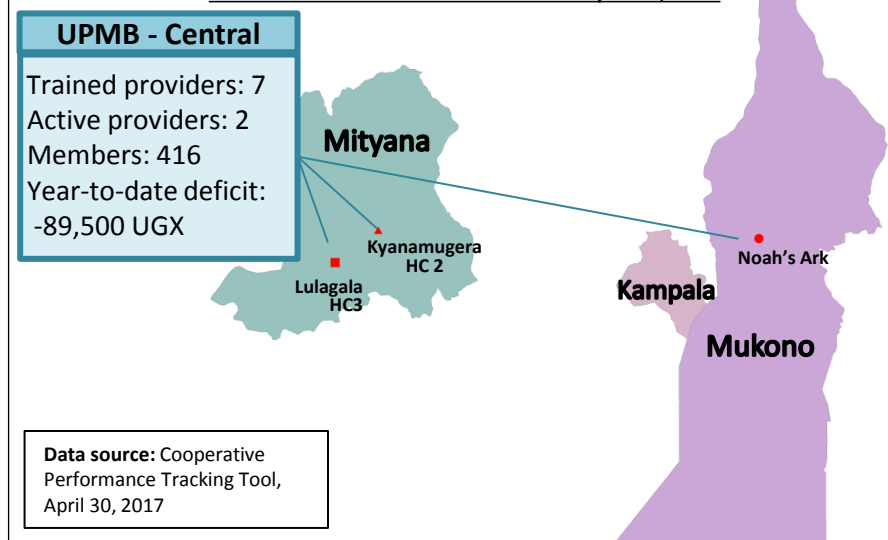 UPMB - Central
Trained providers: 7
Active providers: 2
Members: 416
Year-to-date deficit:
-89,500 UGX
Mityana
Kyanamugera
HC 2
Lulagala
HC3
Noah's Ark
Kampala
Mukono
Data source: Cooperative
Performance Tracking Tool,
April 30, 2017